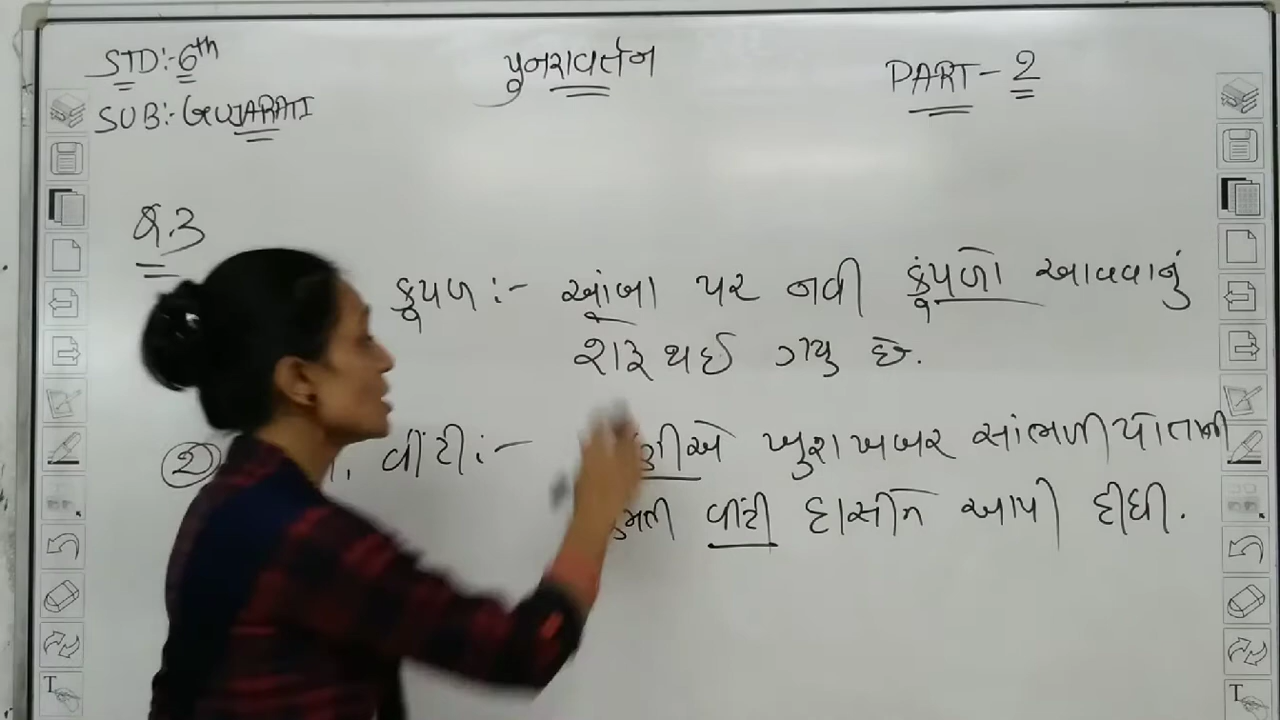 STD:- 6th
પુનરાવર્તન
PART - 2
SUB:- GUJARATI
પ્ર.૩
કૂંપળ :- આંબા પર નવી કૂંપળો આવવાનું
શરૂ થઈ ગયુ છે.
② વીંટી :- ખુશખબર સાંભળી પોતાની
વીંટી દાસીને આપી દીધી.
T
T